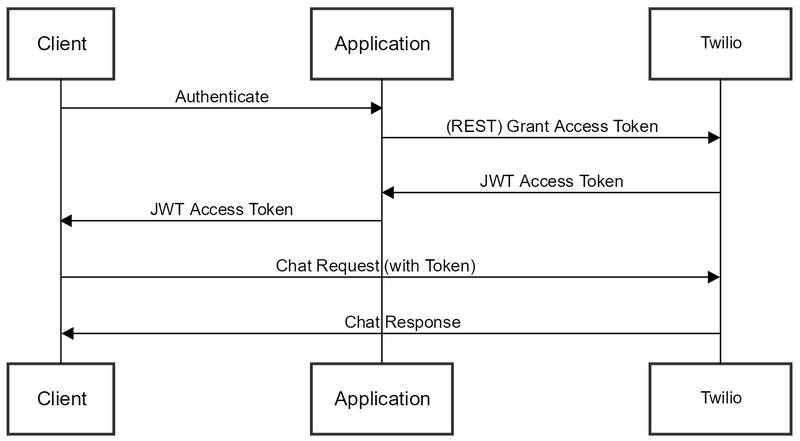 Client
Application
Twilio
Authenticate
(REST) Grant Access Token
JWT Access Token
JWT Access Token
Chat Request (with Token)
Chat Response
Client
Application
Twilio